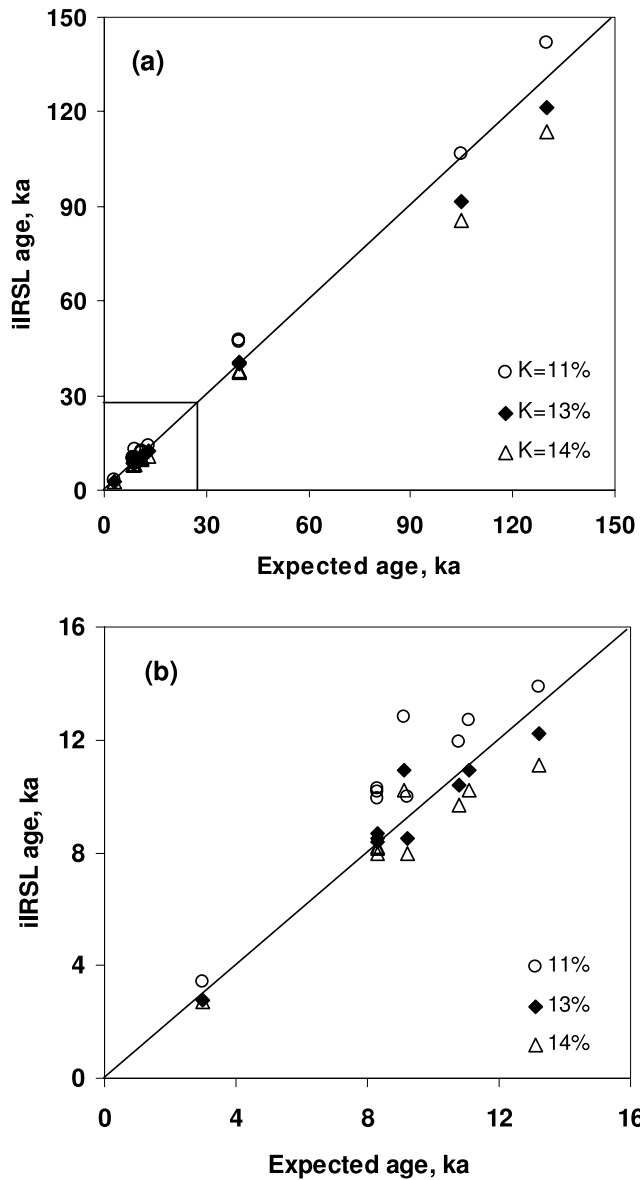 150
(a)
120
90
60
30
0
iIRSL age, ka
K=11%
K=13%
K=14%
0 30 60 90 120 150
Expected age, ka
16
(b)
12
8
4
0
iIRSL age, ka
11%
13%
14%
0 4 8 12 16
Expected age, ka